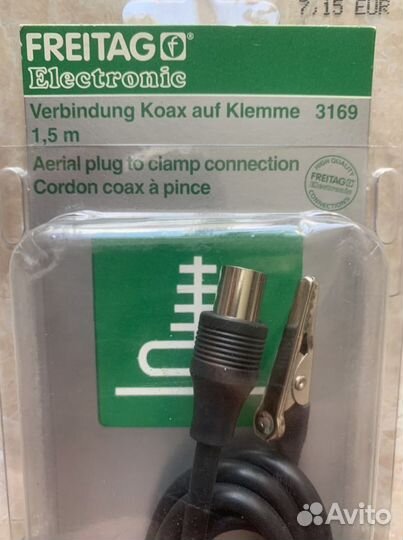 7,15 EUR
FREITAG f ®
Electronic
Verbindung Koax auf Klemme 3169
1,5 m
Aerial plug to clamp connection
Cordon coax à pince
HIGH QUALITY
FREITAG f
Electronic
CONNECTIONS
Avito